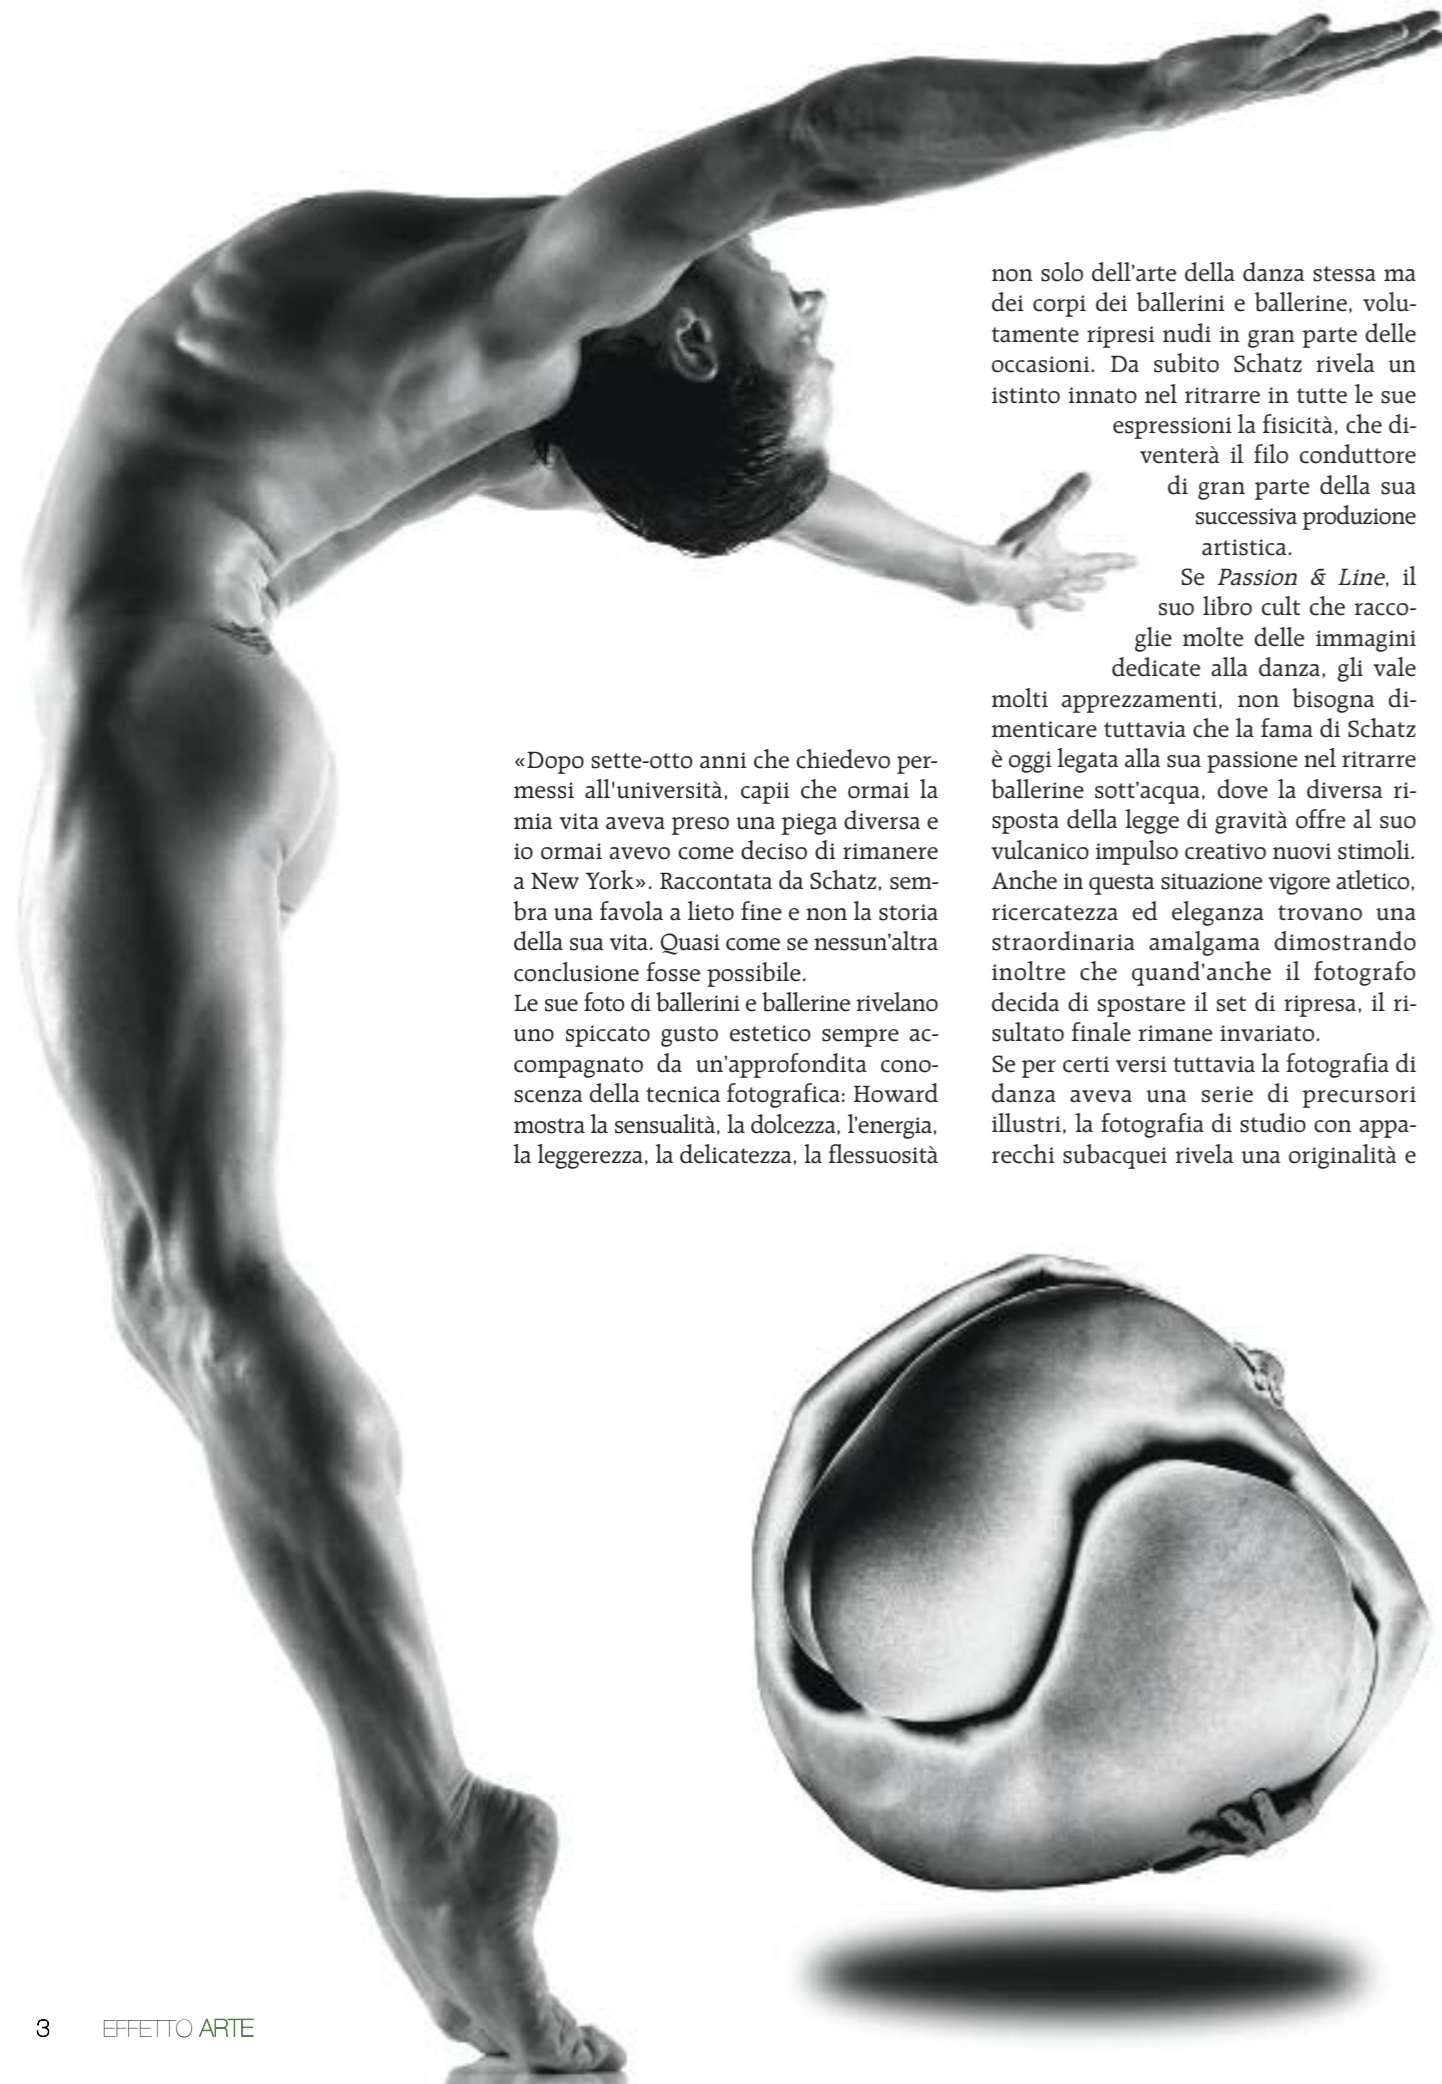 «Dopo sette-otto anni che chiedevo per-
messi all'università, capii che ormai la
mia vita aveva preso una piega diversa e
io ormai avevo come deciso di rimanere
a New York». Raccontata da Schatz, sem-
bra una favola a lieto fine e non la storia
della sua vita. Quasi come se nessun’altra
conclusione fosse possibile.
Le sue foto di ballerini e ballerine rivelano
uno spiccato gusto estetico sempre ac-
compagnato da un’approfondita cono-
scenza della tecnica fotografica: Howard
mostra la sensualità, la dolcezza, l’energia,
la leggerezza, la delicatezza, la flessuosità
non solo dell’arte della danza stessa ma
dei corpi dei ballerini e ballerine, volu-
tamente ripresi nudi in gran parte delle
occasioni. Da subito Schatz rivela un
istinto innato nel ritrarre in tutte le sue
espressioni la fisicità, che di-
venterà il filo conduttore
di gran parte della sua
successiva produzione
artistica.
Se Passion & Line, il
suo libro cult che racco-
glie molte delle immagini
dedicate alla danza, gli vale
molti apprezzamenti, non bisogna di-
menticare tuttavia che la fama di Schatz
è oggi legata alla sua passione nel ritrarre
ballerine sott’acqua, dove la diversa ri-
sposta della legge di gravità offre al suo
vulcanico impulso creativo nuovi stimoli.
Anche in questa situazione vigore atletico,
ricercatezza ed eleganza trovano una
straordinaria amalgama dimostrando
inoltre che quand’anche il fotografo
decida di spostare il set di ripresa, il ri-
sultato finale rimane invariato.
Se per certi versi tuttavia la fotografia di
danza aveva una serie di precursori
illustri, la fotografia di studio con appa-
recchi subacquei rivela una originalità e
3 EFFETTO ARTE